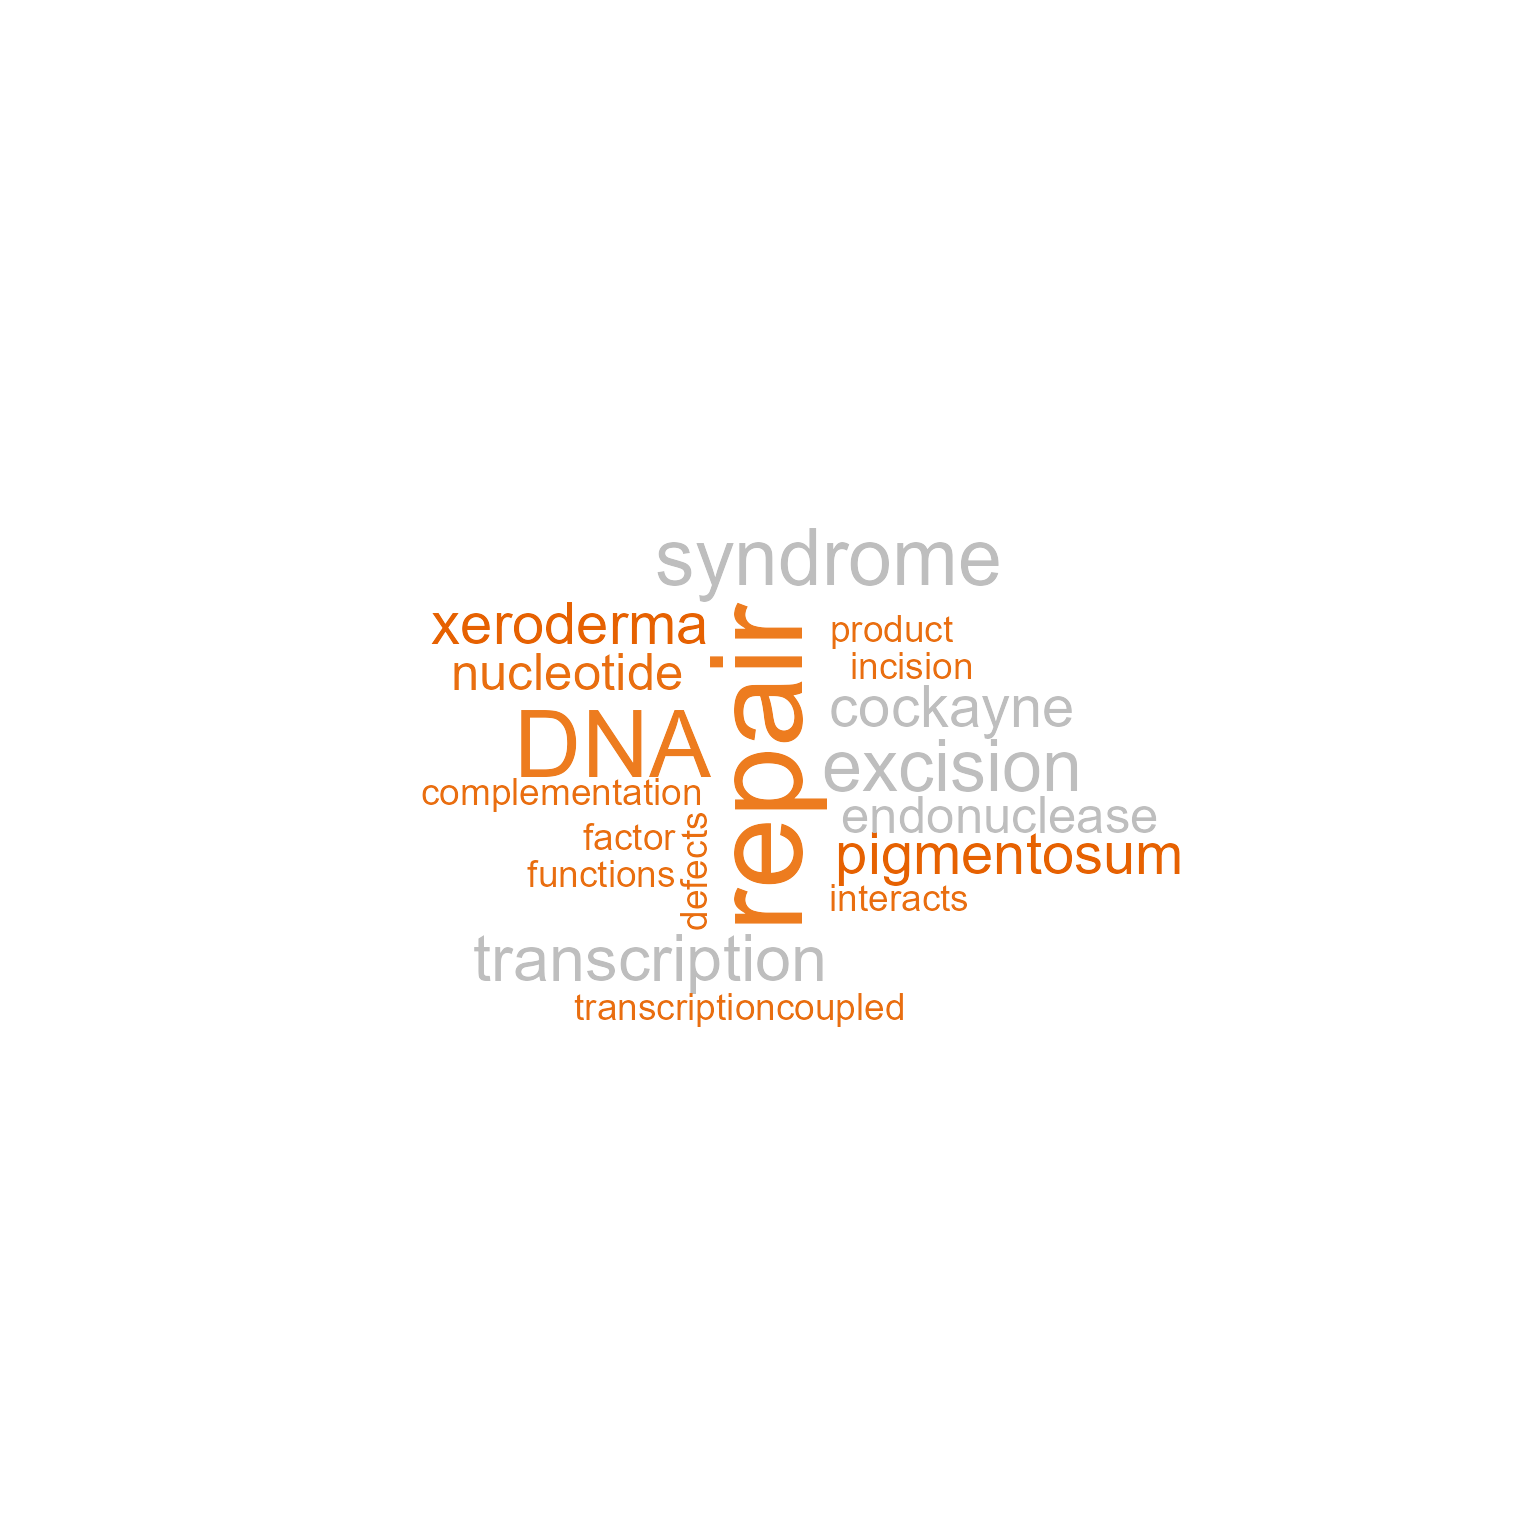 syndrome
xeroderma
product
nucleotide
incision
repair
cockayne
DNA
excision
complementation
endonuclease
factor
defects
pigmentosum
functions
interacts
transcription
transcriptioncoupled